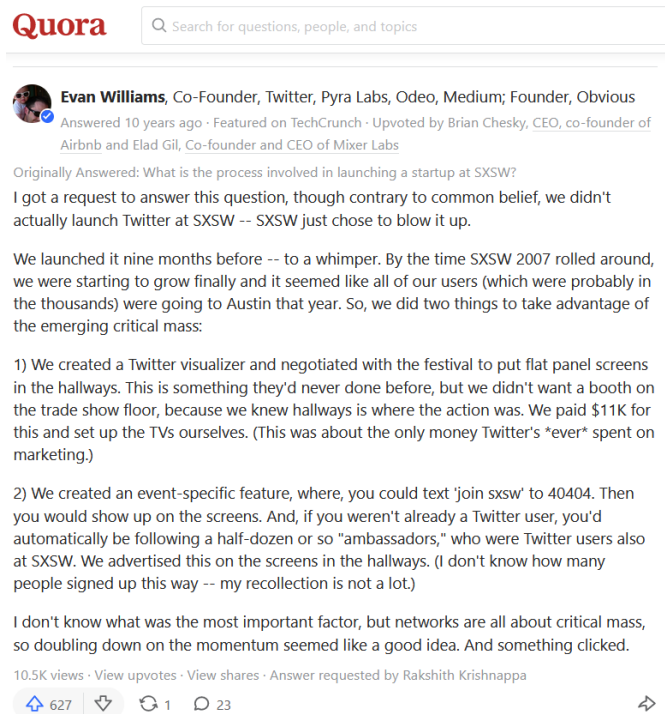 Quora
Search for questions, people, and topics
Evan Williams, Co-Founder, Twitter, Pyra Labs, Odeo, Medium; Founder, Obvious
Answered 10 years ago · Featured on TechCrunch · Upvoted by Brian Chesky, CEO, co-founder of
Airbnb and Elad Gil, Co-founder and CEO of Mixer Labs
Originally Answered: What is the process involved in launching a startup at SXSW?
I got a request to answer this question, though contrary to common belief, we didn't
actually launch Twitter at SXSW -- SXSW just chose to blow it up.
We launched it nine months before -- to a whimper. By the time SXSW 2007 rolled around,
we were starting to grow finally and it seemed like all of our users (which were probably in
the thousands) were going to Austin that year. So, we did two things to take advantage of
the emerging critical mass:
1) We created a Twitter visualizer and negotiated with the festival to put flat panel screens
in the hallways. This is something they'd never done before, but we didn't want a booth on
the trade show floor, because we knew hallways is where the action was. We paid $11K for
this and set up the TVs ourselves. (This was about the only money Twitter's *ever* spent on
marketing.)
2) We created an event-specific feature, where, you could text 'join sxsw' to 40404. Then
you would show up on the screens. And, if you weren't already a Twitter user, you'd
automatically be following a half-dozen or so "ambassadors," who were Twitter users also
at SXSW. We advertised this on the screens in the hallways. (I don't know how many
people signed up this way -- my recollection is not a lot.)
I don't know what was the most important factor, but networks are all about critical mass,
so doubling down on the momentum seemed like a good idea. And something clicked.
10.5K views · View upvotes · View shares · Answer requested by Rakshith Krishnappa
627 1 23